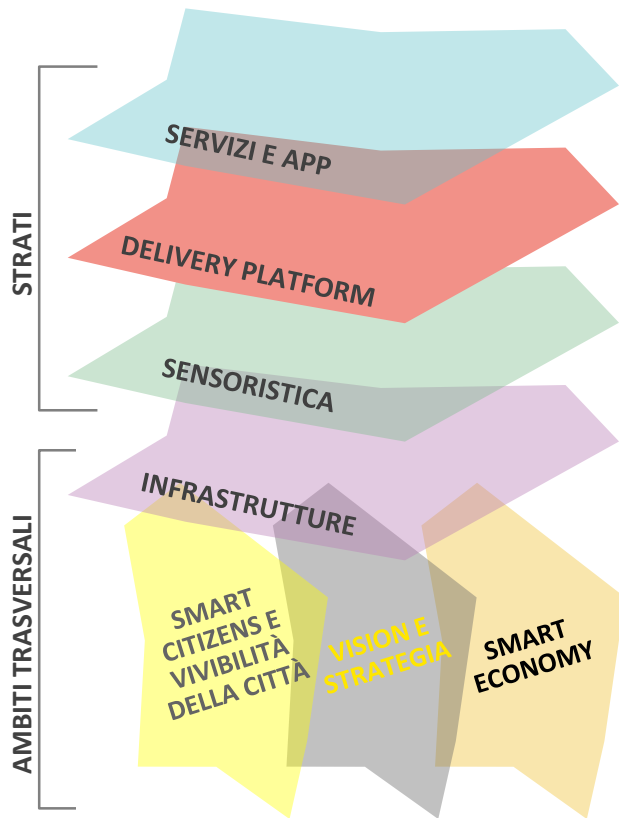 STRATI
SERVIZI E APP
DELIVERY PLATFORM
SENSORISTICA
INFRASTRUTTURE
AMBITI TRASVERSALI
SMART
CITIZENS E
VIVIBILITÀ
DELLA CITTÀ
VISION E
STRATEGIA
SMART
ECONOMY